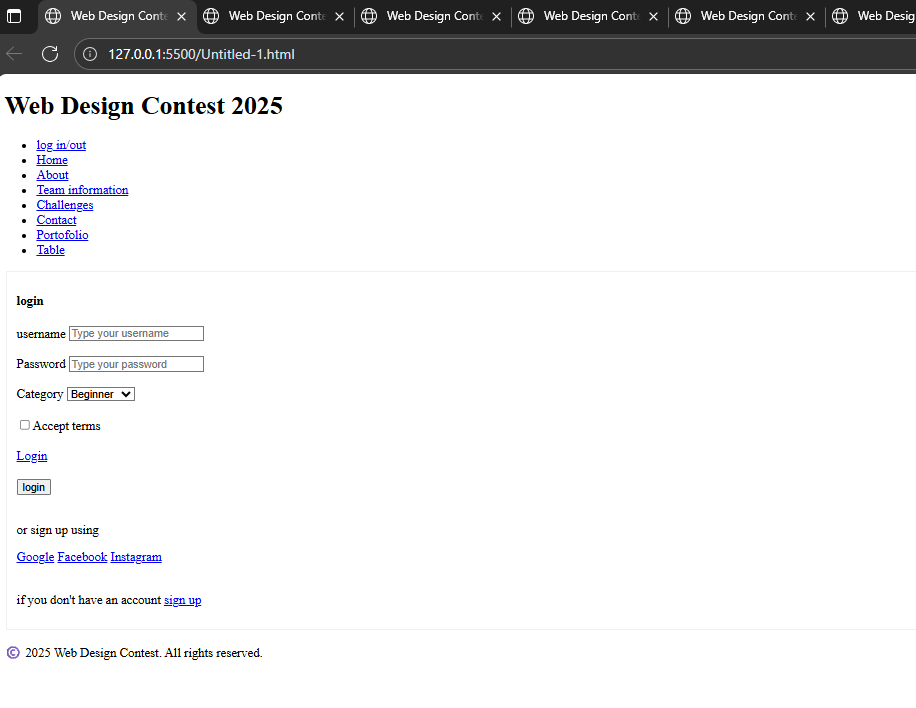 Web Design Conte Web Design Conte Web Design Conte Web Design Conte Web Design Conte Web Desig
127.0.0.1:5500/Untitled-1.html
Web Design Contest 2025
log in/out
Home
About
Team information
Challenges
Contact
Portofolio
Table
login
username Type your username
Password Type your password
Category Beginner
Accept terms
Login
login
or sign up using
Google Facebook Instagram
if you don't have an account sign up
© 2025 Web Design Contest. All rights reserved.